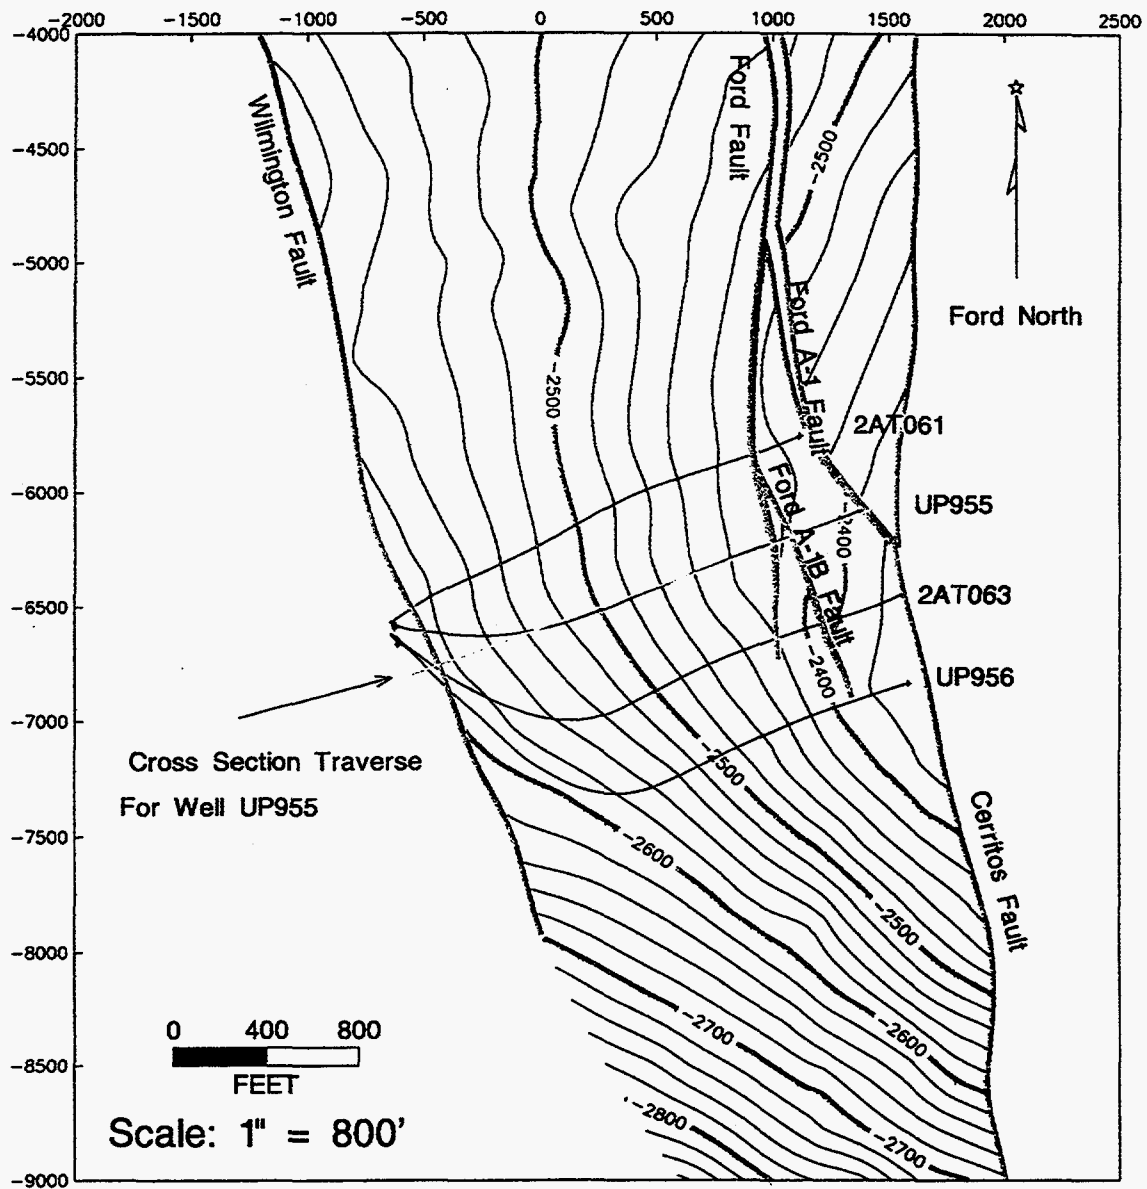 -2000 -1500 -1000 -500 0 500 1000 1500 2000 2500
-4000
-4500
-5000
-5500
-6000
-6500
-7000
-7500
-8000
-8500
-9000
Wilmington Fault
Ford Fault
-2500
Ford North
Ford A-1 Fault
-2500
2AT061
Ford A-1B Fault
-2400
UP955
2AT063
-2400
UP956
Cross Section Traverse
For Well UP955
-2500
Cerritos Fault
-2600
-2500
-2700
-2600
-2800
-2700
0 400 800
FEET
Scale: 1" = 800'